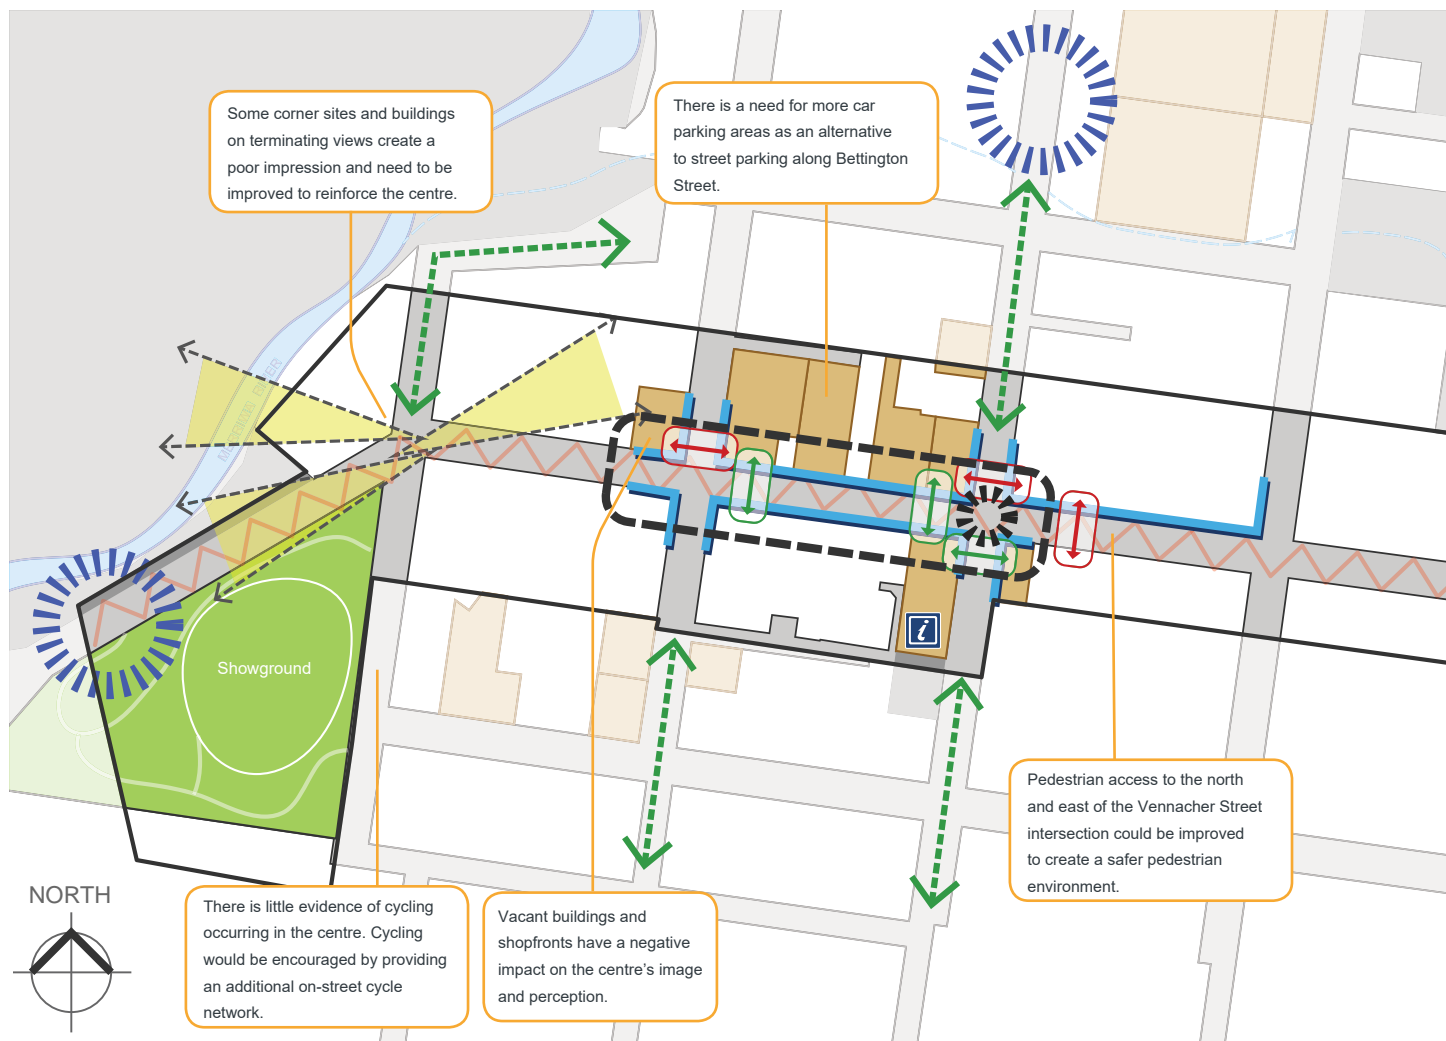 Some corner sites and buildings
on terminating views create a
poor impression and need to be
improved to reinforce the centre.
There is a need for more car
parking areas as an alternative
to street parking along Bettington
Street.
Showground
i
Pedestrian access to the north
and east of the Vennacher Street
intersection could be improved
to create a safer pedestrian
environment.
NORTH
There is little evidence of cycling
occurring in the centre. Cycling
would be encouraged by providing
an additional on-street cycle
network.
Vacant buildings and
shopfronts have a negative
impact on the centre’s image
and perception.